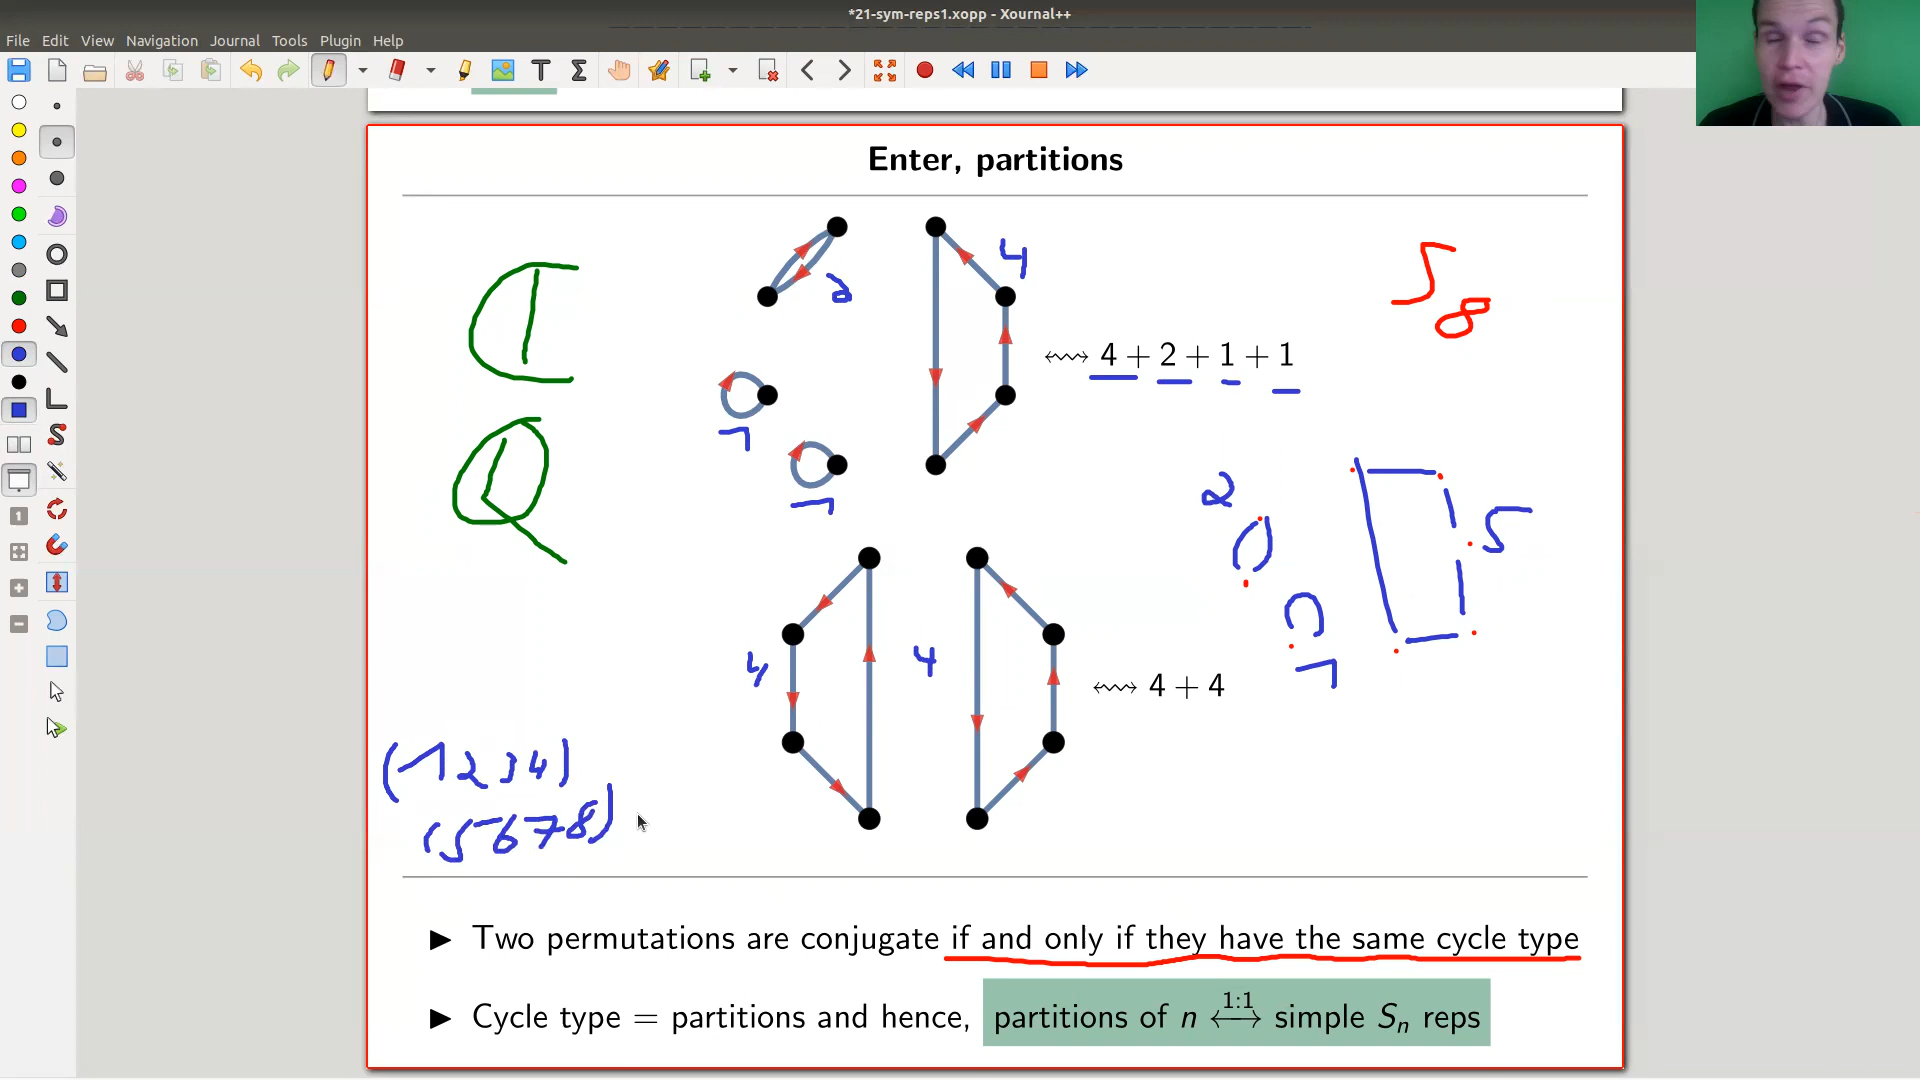 *21-sym-reps1.xopp - Xournal++
File Edit View Navigation Journal Tools Plugin Help
Enter, partitions
2
4
S8
⟷ 4 + 2 + 1 + 1
ℂ
1
ℚ
1
2
5
1
4
4
⟷ 4 + 4
(1 2 3 4)
(5 6 7 8)
▶ Two permutations are conjugate if and only if they have the same cycle type
▶ Cycle type = partitions and hence, partitions of n ⟷ 1:1 simple Sn reps